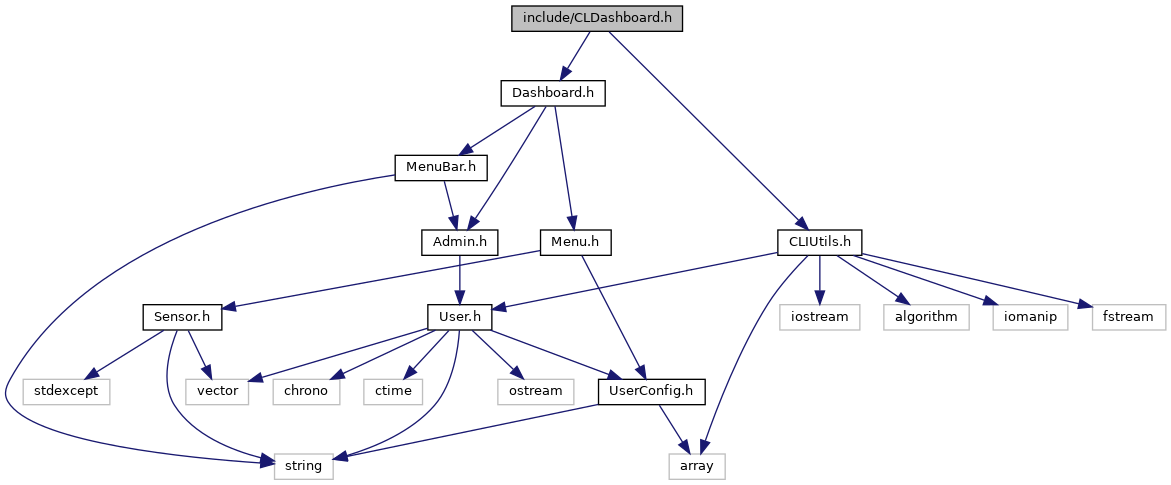 include/CLDashboard.h
Dashboard.h
MenuBar.h
Admin.h
Menu.h
CLIUtils.h
Sensor.h
User.h
iostream
algorithm
iomanip
fstream
stdexcept
vector
chrono
ctime
ostream
UserConfig.h
string
array